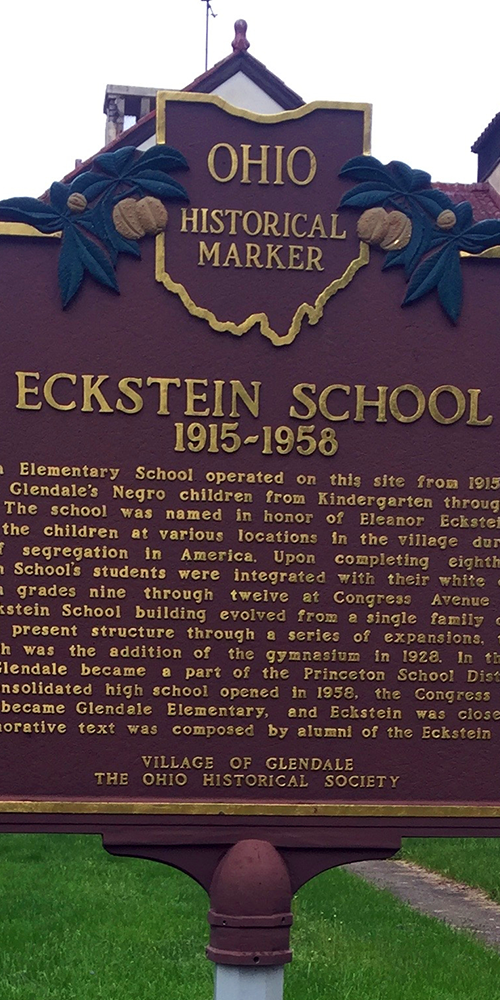 OHIO
HISTORICAL
MARKER
ECKSTEIN SCHOOL
1915~1958
Elementary School operated on this site from 1915
Glendale's Negro children from Kindergarten throug
The school was named in honor of Eleanor Eckste
the children at various locations in the village dur
f segregation in America. Upon completing eighth
n School's students were integrated with their white
n grades nine through twelve at Congress Avenue
kstein School building evolved from a single family
present structure through a series of expansions,
h was the addition of the gymnasium in 1928. In th
Glendale became a part of the Princeton School Dist
nsolidated high school opened in 1958, the Congress
became Glendale Elementary, and Eckstein was close
norative text was composed by alumni of the Eckstein
VILLAGE OF GLENDALE
THE OHIO HISTORICAL SOCIETY